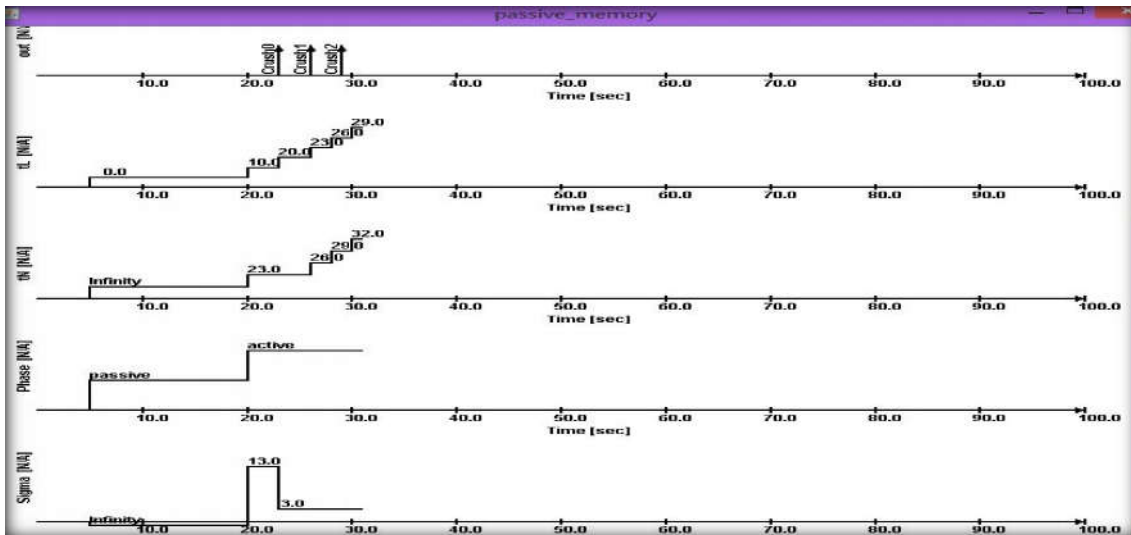 passive_memory
out [N/
Crush0 Crush1 Crush2
10.0 20.0 30.0 40.0 50.0 60.0 70.0 80.0 90.0 100.0
Time [sec]
tL [N/A]
0.0 10.0 20.0 23.0 26.0 29.0
10.0 20.0 30.0 40.0 50.0 60.0 70.0 80.0 90.0 100.0
Time [sec]
tN [N/A]
Infinity 23.0 26.0 29.0 32.0
10.0 20.0 30.0 40.0 50.0 60.0 70.0 80.0 90.0 100.0
Time [sec]
Phase [N/A]
passive active
10.0 20.0 30.0 40.0 50.0 60.0 70.0 80.0 90.0 100.0
Time [sec]
Sigma [N/A]
Infinity 13.0 3.0
10.0 20.0 30.0 40.0 50.0 60.0 70.0 80.0 90.0 100.0